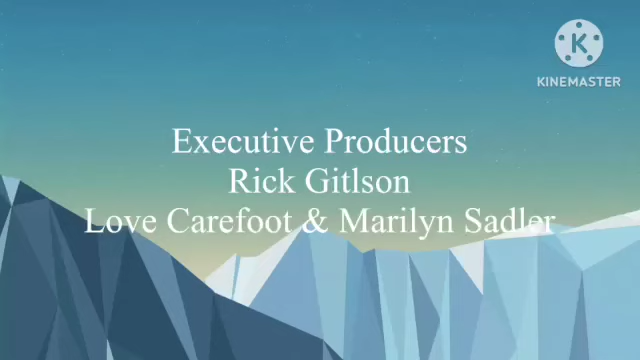 K
KINEMASTER
Executive Producers
Rick Gitlson
Love Carefoot & Marilyn Sadler